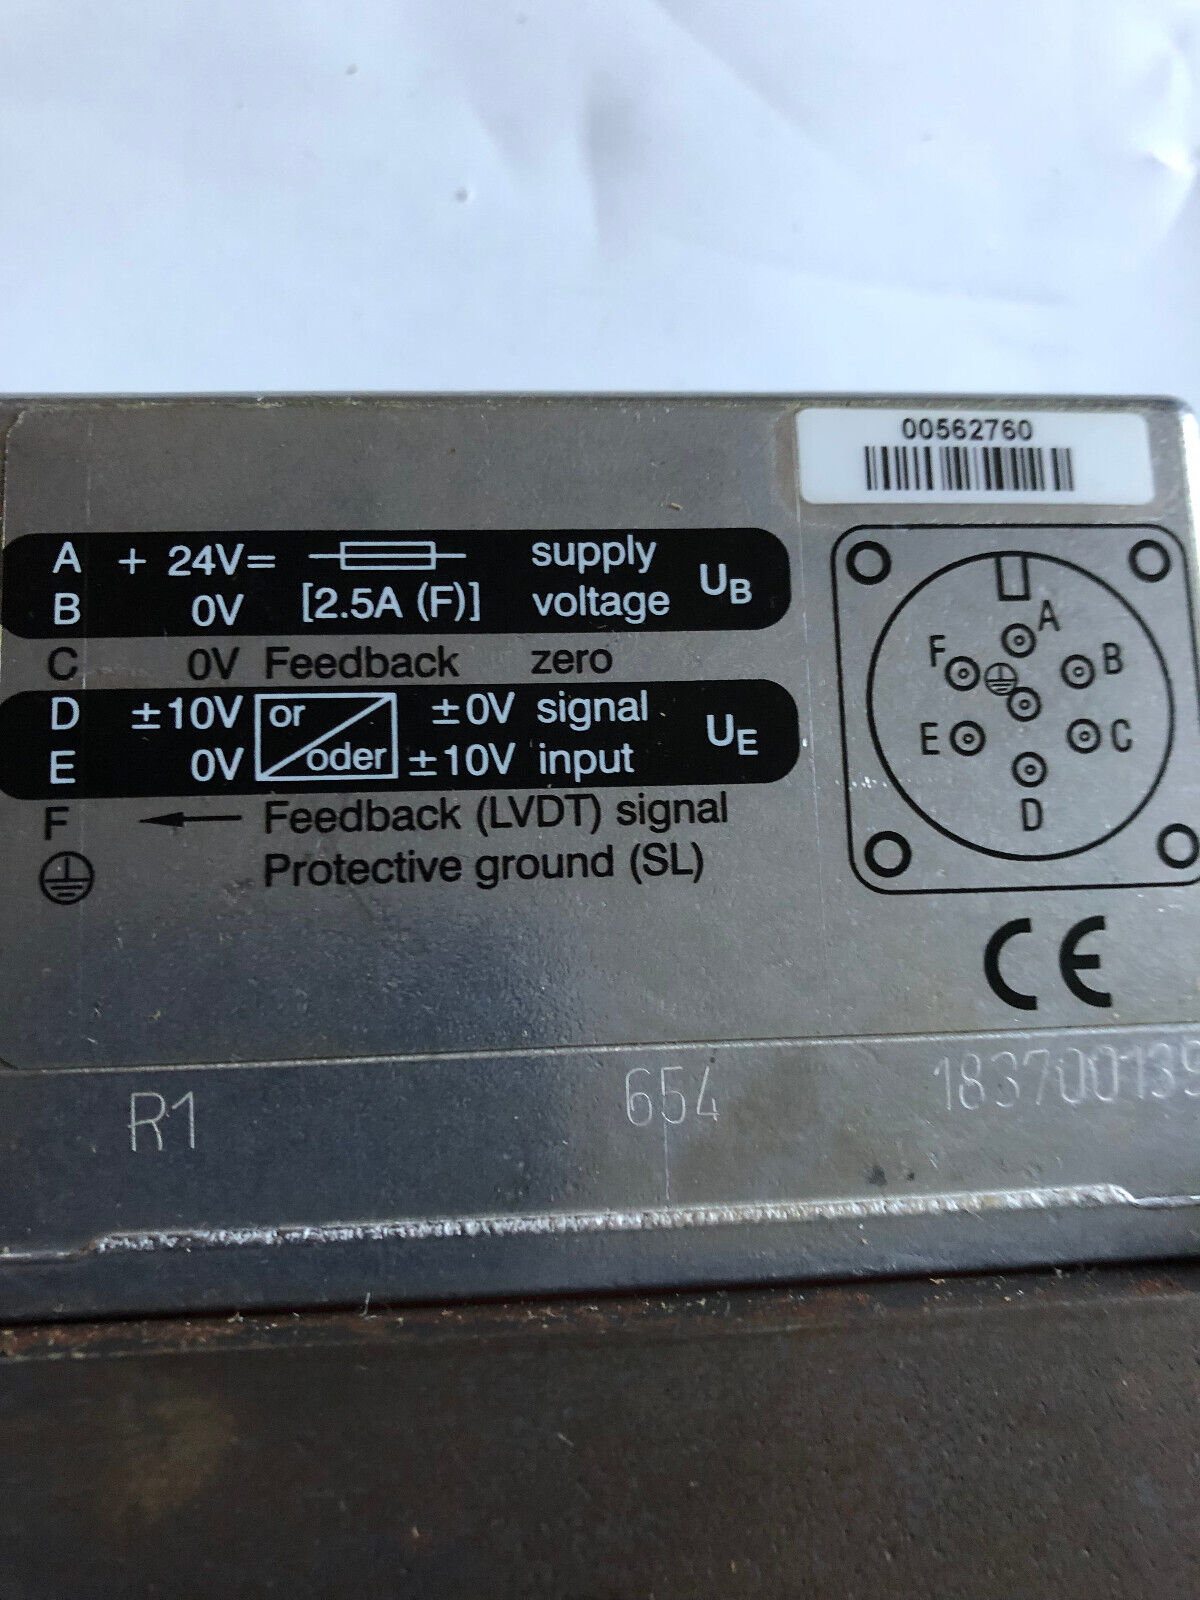 00562760
A + 24V= supply
B 0V [2.5A (F)] voltage UB
C 0V Feedback zero
D ±10V or ±0V signal
E 0V oder ±10V input UE
F Feedback (LVDT) signal
Protective ground (SL)
A
F B
E C
D
CE
R1 654 183700139